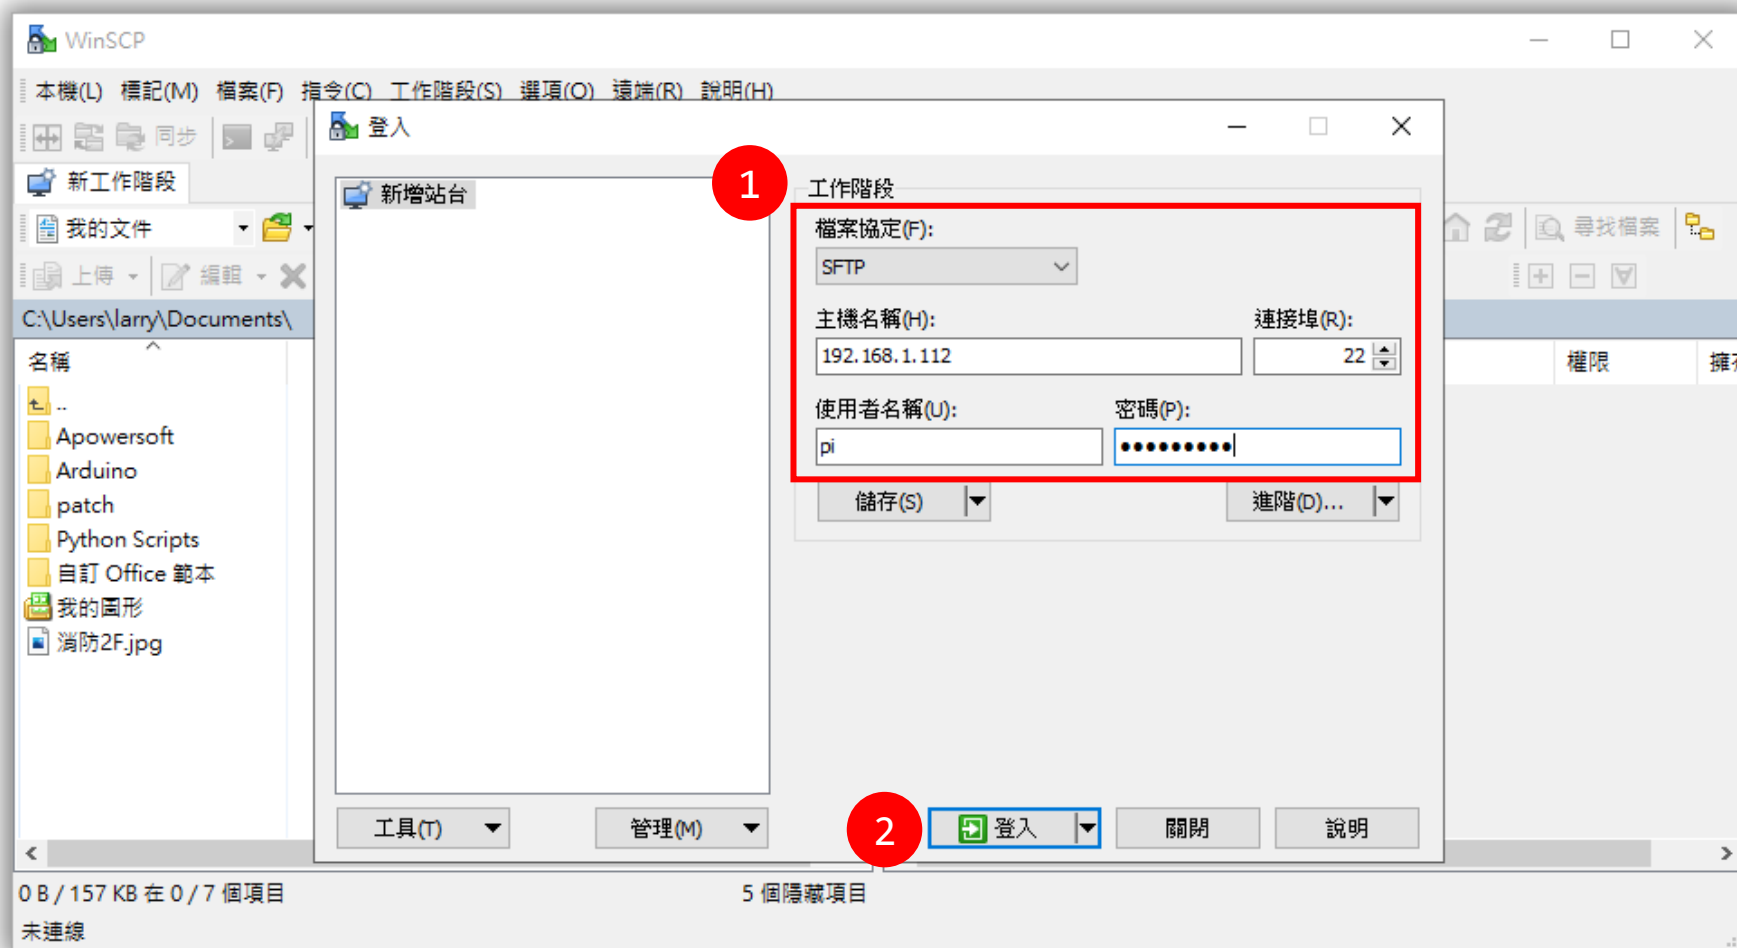 WinSCP
本機(L) 標記(M) 檔案(F) 指令(C) 工作階段(S) 選項(O) 遠端(R) 說明(H)
同步
新工作階段
我的文件
尋找檔案
上傳 編輯
C:\Users\larry\Documents\
名稱
權限
..
Apowersoft
Arduino
patch
Python Scripts
自訂 Office 範本
我的圖形
消防2F.jpg
登入
新增站台
1
工作階段
檔案協定(F):
SFTP
主機名稱(H): 連接埠(R):
192.168.1.112 22
使用者名稱(U): 密碼(P):
pi •••••••••
儲存(S) 進階(D)...
工具(T) 管理(M) 2 登入 關閉 說明
0 B / 157 KB 在 0 / 7 個項目 5 個隱藏項目
未連線